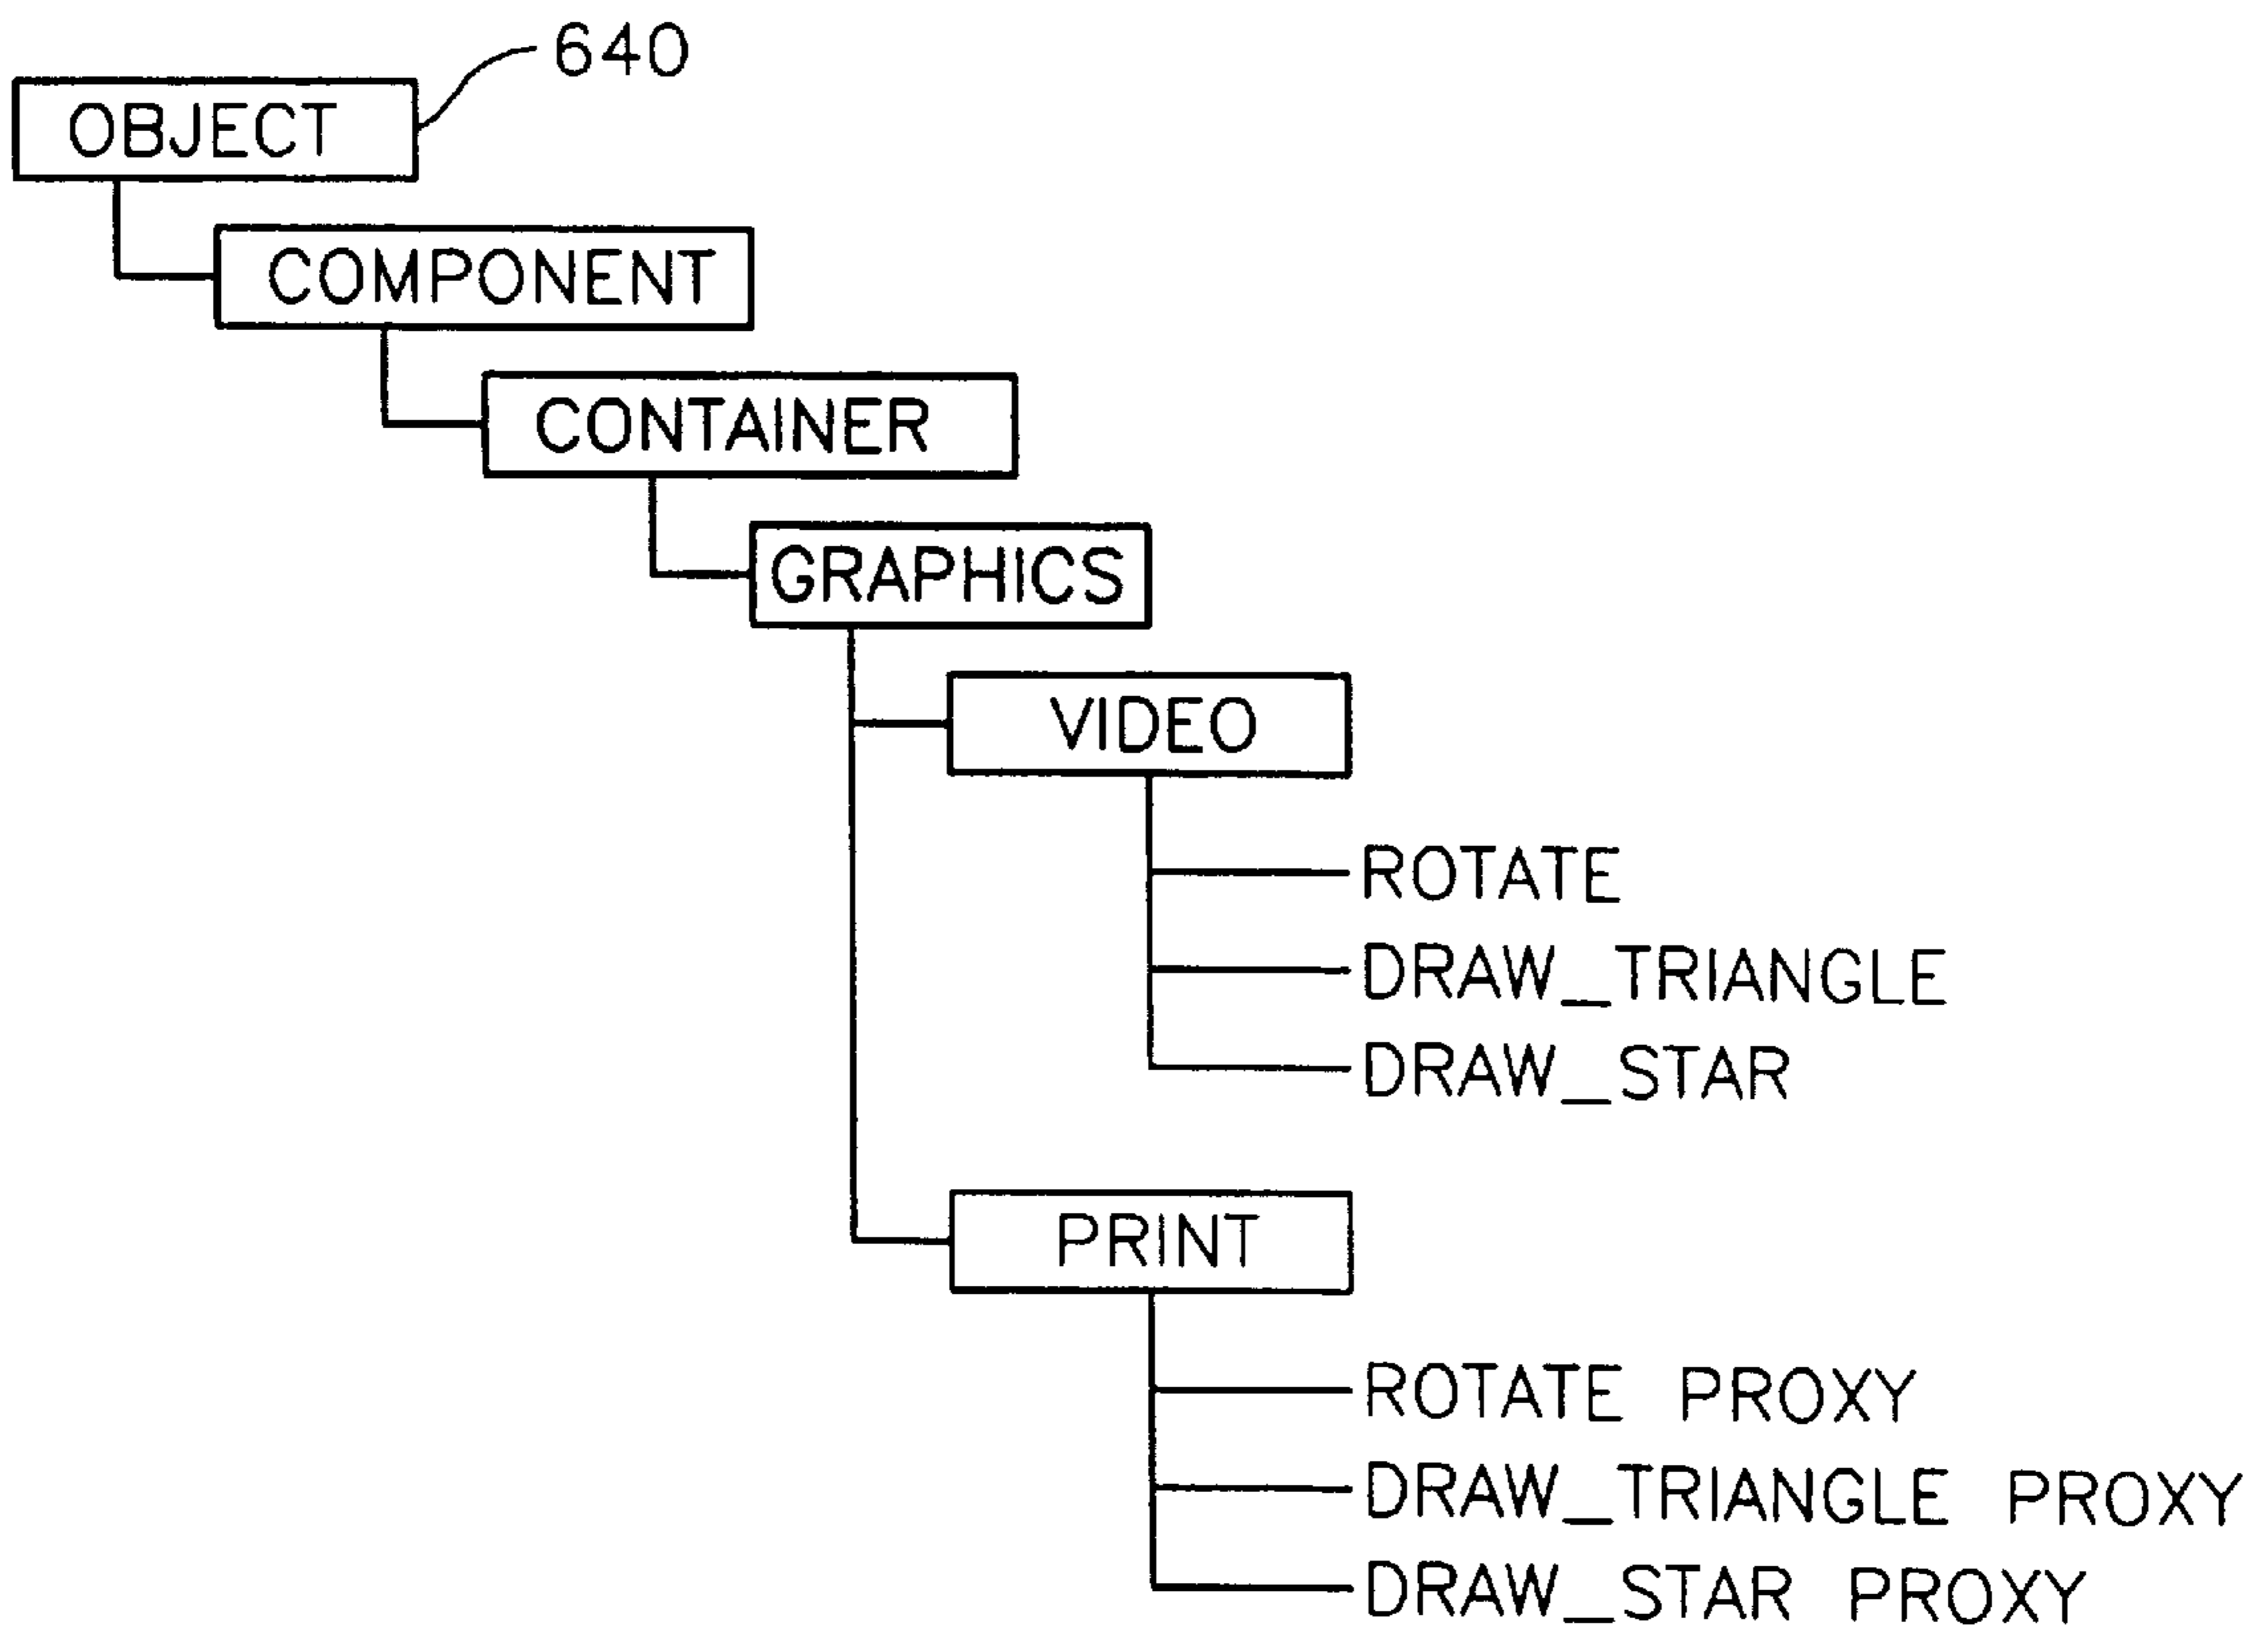 640
OBJECT
COMPONENT
CONTAINER
GRAPHICS
VIDEO
ROTATE
DRAW_TRIANGLE
DRAW_STAR
PRINT
ROTATE PROXY
DRAW_TRIANGLE PROXY
DRAW_STAR PROXY